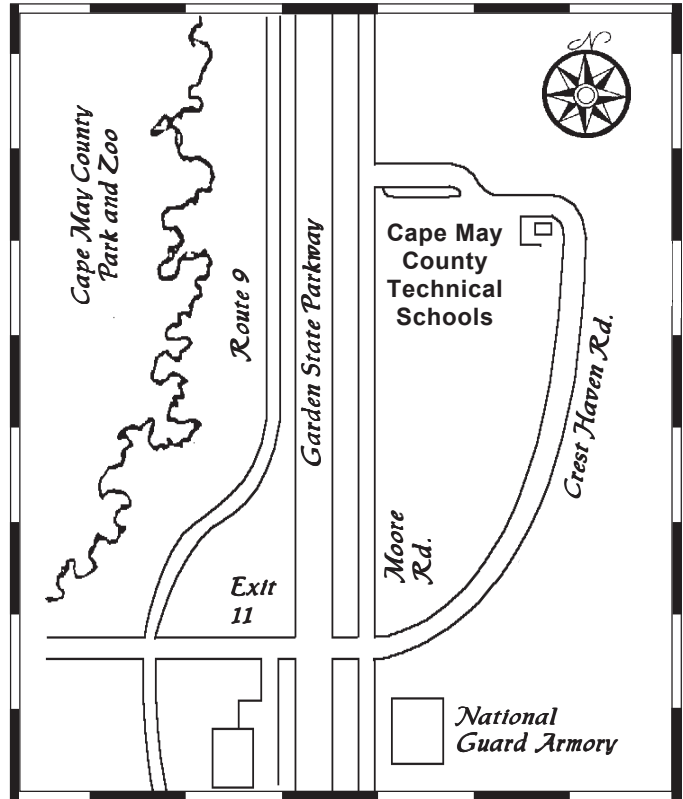 N
Cape May County
Park and Zoo
Route 9
Garden State Parkway
Cape May
County
Technical
Schools
Crest Haven Rd.
Moore
Rd.
Exit
11
National
Guard Armory